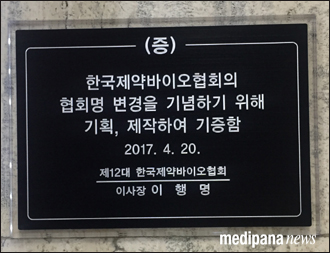 (증)
한국제약바이오협회의
협회명 변경을 기념하기 위해
기획, 제작하여 기증함
2017. 4. 20.
제12대 한국제약바이오협회
이사장 이 행 명
medipana news